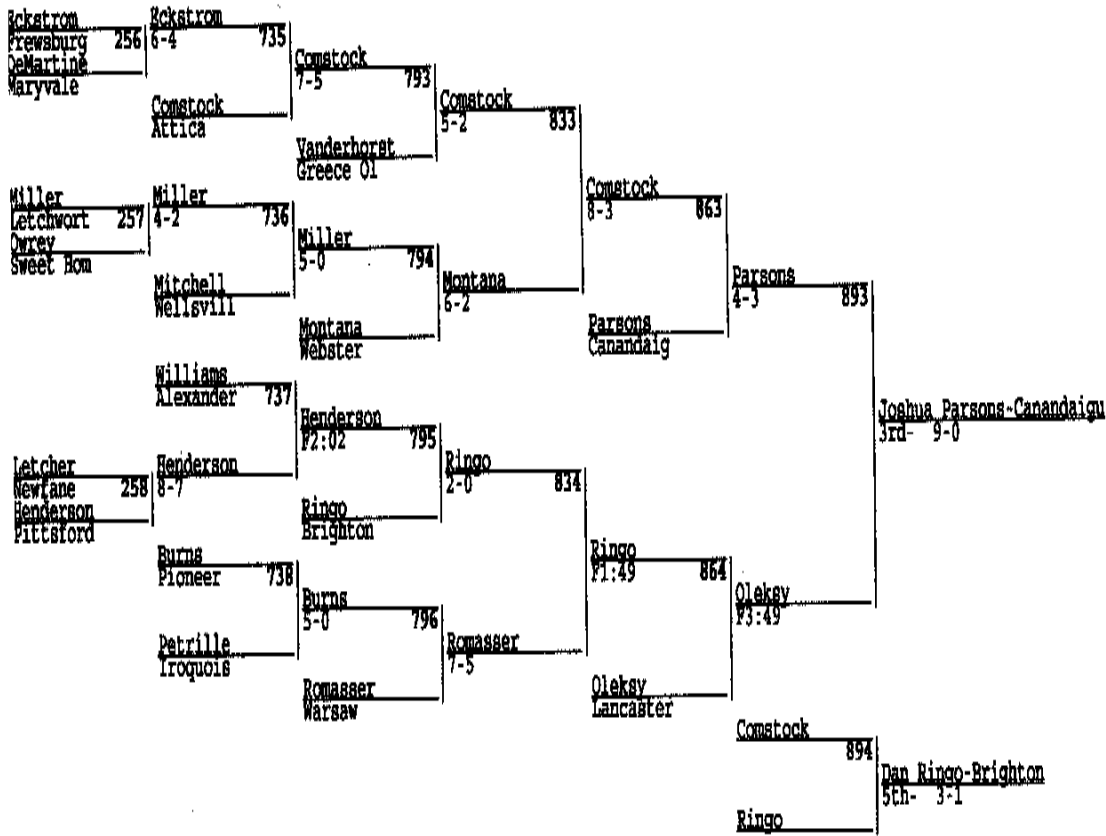 Eckstrom
Frewsburg 256
DeMartine
Maryvale
Eckstrom
6-4 735
Comstock
Attica
Comstock
7-5 793
Vanderhorst
Greece Ol
Comstock
5-2 833
Miller
Letchwort 257
Owrey
Sweet Hom
Miller
4-2 736
Mitchell
Wellsvill
Miller
5-0 794
Montana
Webster
Montana
6-2
Comstock
8-3 863
Parsons
Canandaig
Parsons
4-3 893
Williams
Alexander 737
Letcher
Newfane 258
Henderson
Pittsford
Henderson
8-7
Henderson
F2:02 795
Ringo
Brighton
Ringo
2-0 834
Burns
Pioneer 738
Petrille
Iroquois
Burns
5-0 796
Romasser
Warsaw
Romasser
7-5
Ringo
F1:49 864
Oleksy
Lancaster
Oleksy
F3:49
Joshua Parsons-Canandaigu
3rd- 9-0
Comstock
894
Ringo
Dan Ringo-Brighton
5th- 3-1